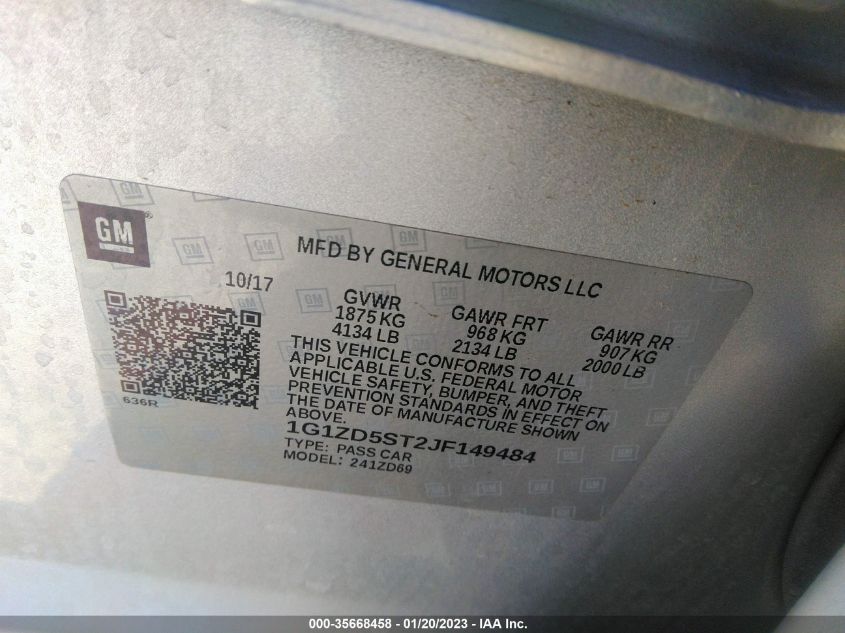 GM
®
MFD BY GENERAL MOTORS LLC
10/17
GVWR GAWR FRT GAWR RR
1875 KG 968 KG 907 KG
4134 LB 2134 LB 2000 LB
THIS VEHICLE CONFORMS TO ALL
APPLICABLE U.S. FEDERAL MOTOR
VEHICLE SAFETY, BUMPER, AND THEFT
PREVENTION STANDARDS IN EFFECT ON
THE DATE OF MANUFACTURE SHOWN
ABOVE.
636R
1G1ZD5ST2JF149484
TYPE: PASS CAR
MODEL: 241ZD69
000-35668458 - 01/20/2023 - IAA Inc.